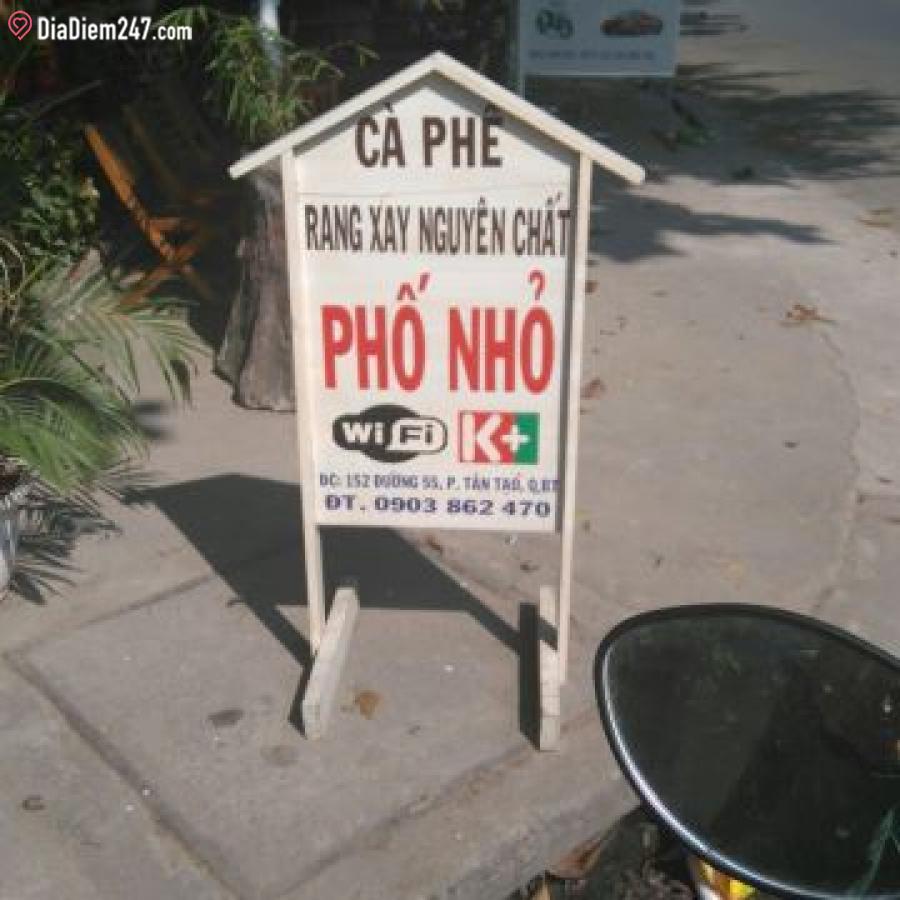 DiaDiem247.com
CÀ PHÊ
RANG XAY NGUYÊN CHẤT
PHỐ NHỎ
WiFi K+
ĐC: 152 ĐƯỜNG 55, P. TÂN TẠO, Q.BT
ĐT. 0903 862 470